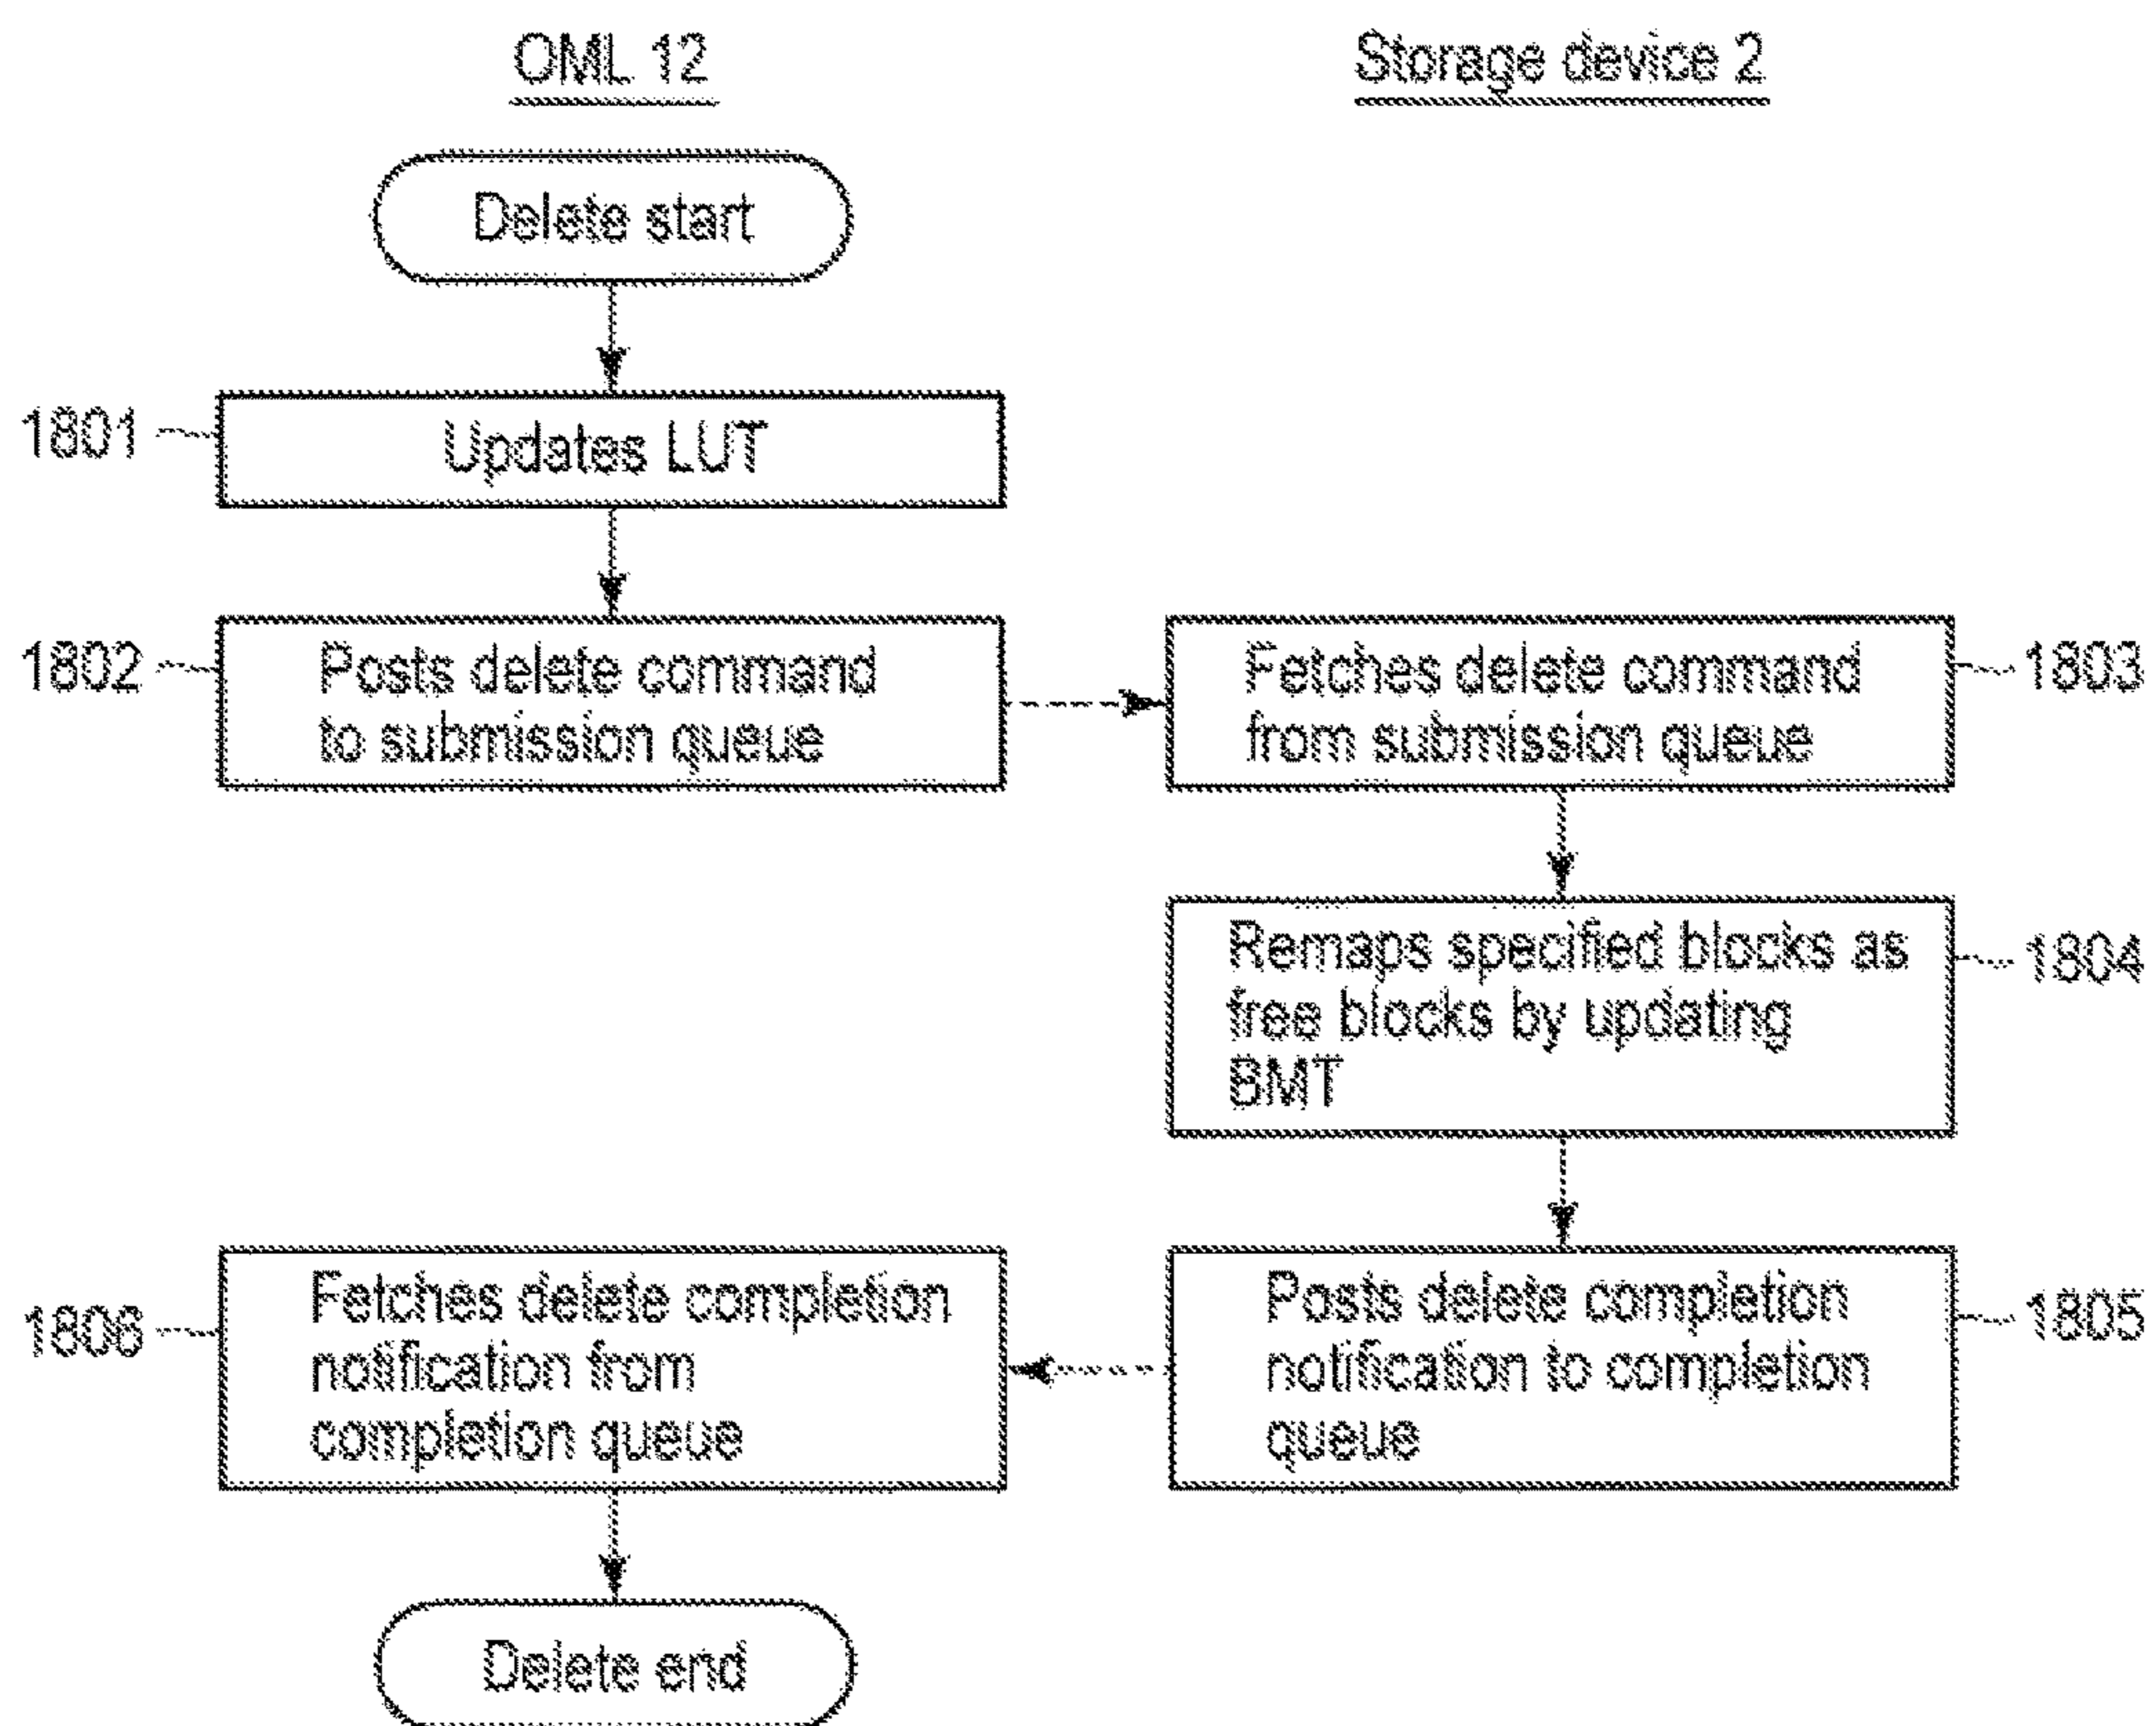 OML 12
Storage device 2
Delete start
1801
Updates LUT
1802
Posts delete command
to submission queue
Fetches delete command
from submission queue
1803
Remaps specified blocks as
free blocks by updating
BMT
1804
1806
Fetches delete completion
notification from
completion queue
Posts delete completion
notification to completion
queue
1805
Delete end